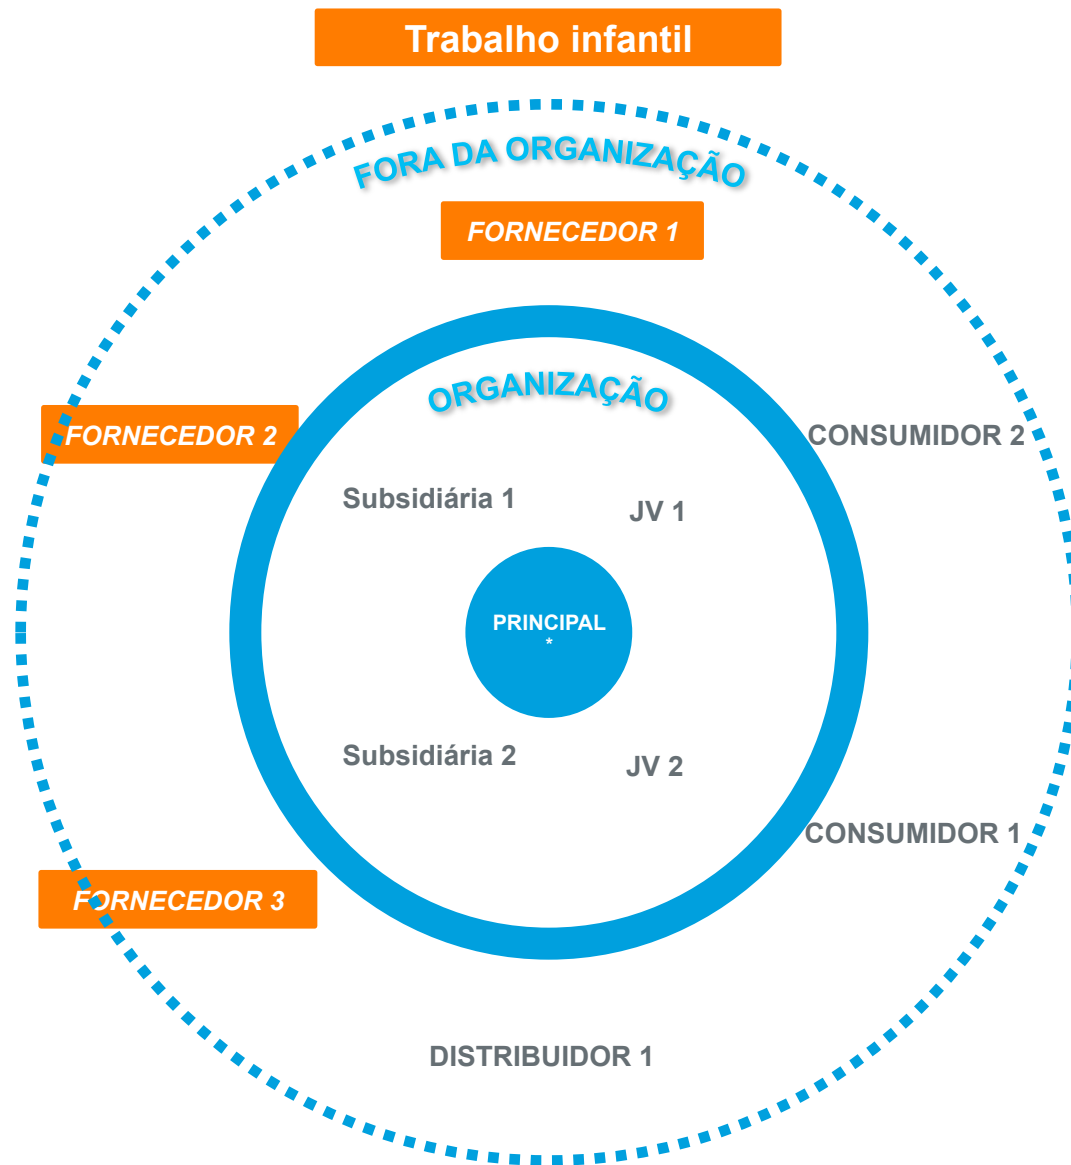 Trabalho infantil
FORA DA ORGANIZAÇÃO
FORNECEDOR 1
ORGANIZAÇÃO
FORNECEDOR 2
CONSUMIDOR 2
Subsidiária 1
JV 1
PRINCIPAL
*
Subsidiária 2
JV 2
CONSUMIDOR 1
FORNECEDOR 3
DISTRIBUIDOR 1